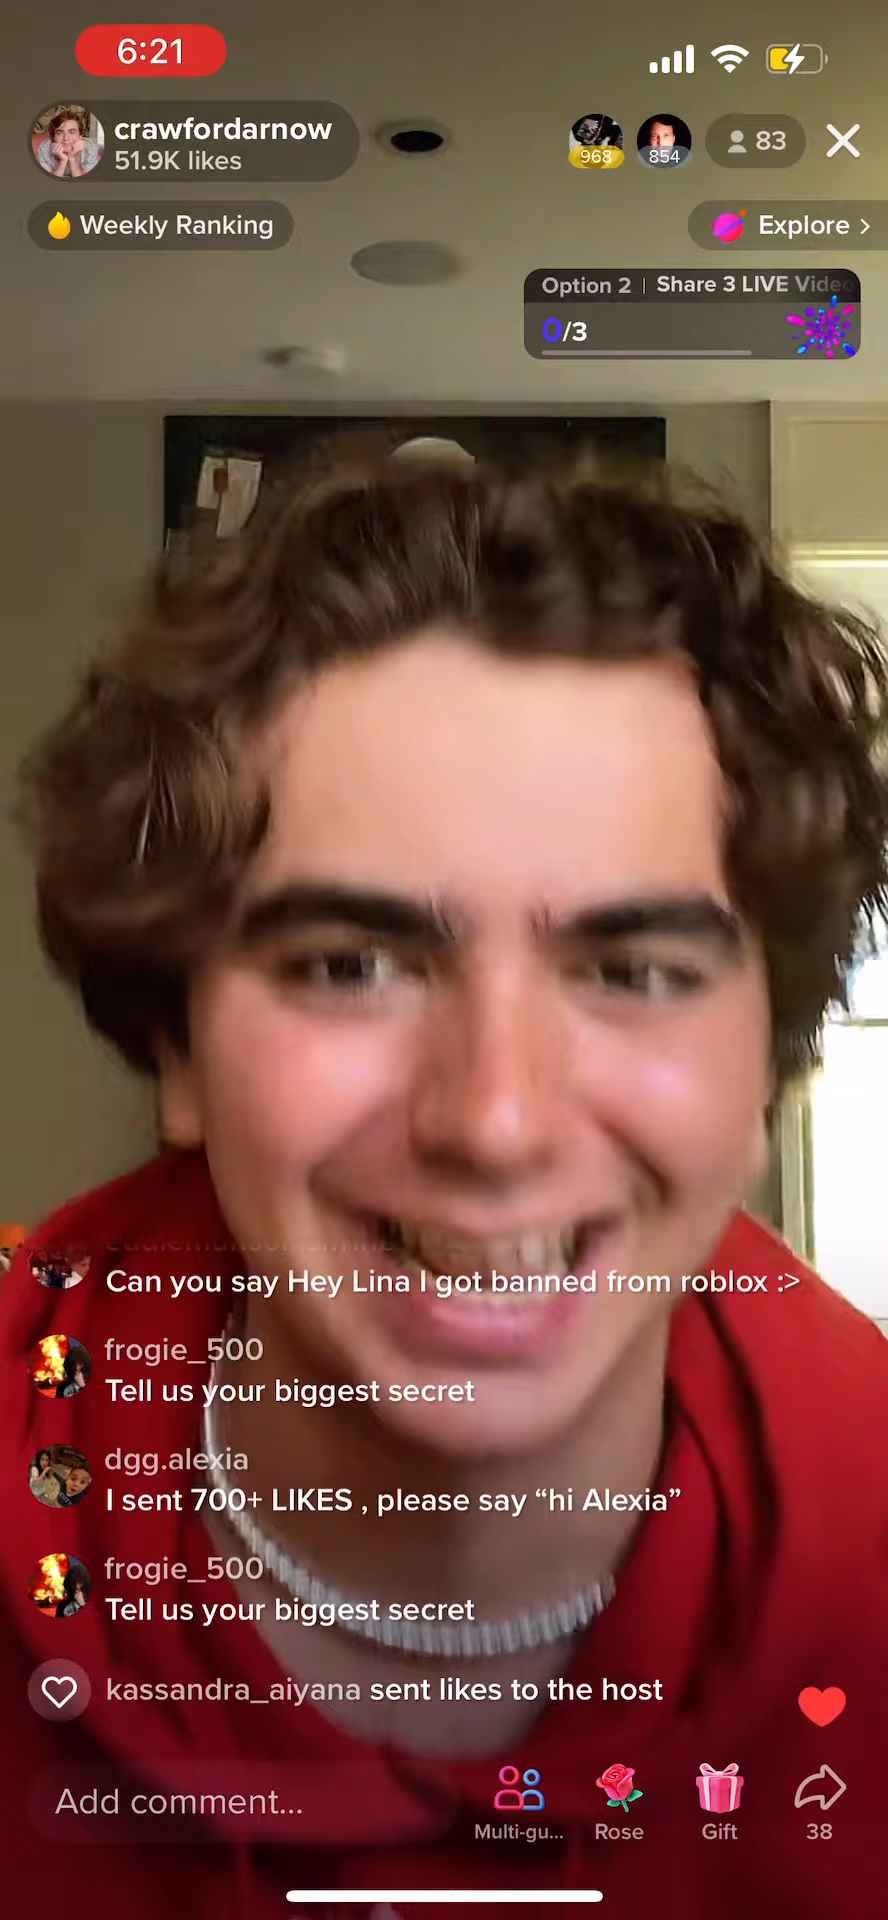 6:21
crawfordarnow
51.9K likes
968
854
83
Weekly Ranking
Explore >
Option 2 | Share 3 LIVE Video
0/3
Can you say Hey Lina I got banned from roblox :>
frogie_500
Tell us your biggest secret
dgg.alexia
I sent 700+ LIKES , please say “hi Alexia”
frogie_500
Tell us your biggest secret
kassandra_aiyana sent likes to the host
Add comment...
Multi-gu...
Rose
Gift
38